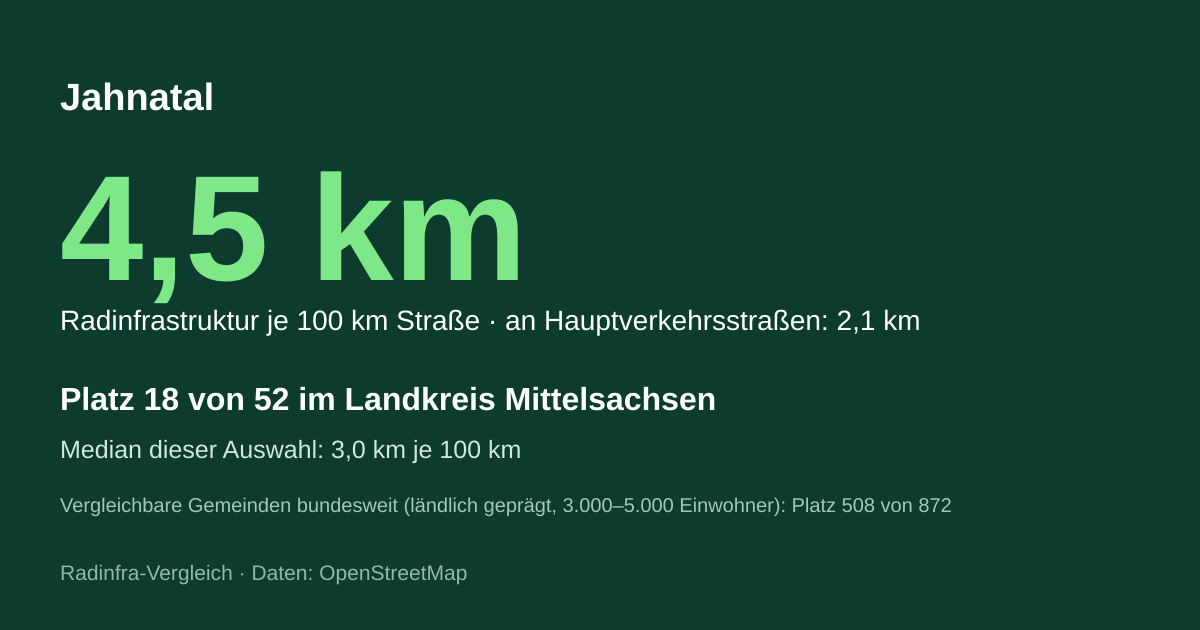 Jahnatal
4,5 km
Radinfrastruktur je 100 km Straße · an Hauptverkehrsstraßen: 2,1 km
Platz 18 von 52 im Landkreis Mittelsachsen
Median dieser Auswahl: 3,0 km je 100 km
Vergleichbare Gemeinden bundesweit (ländlich geprägt, 3.000–5.000 Einwohner): Platz 508 von 872
Radinfra-Vergleich · Daten: OpenStreetMap